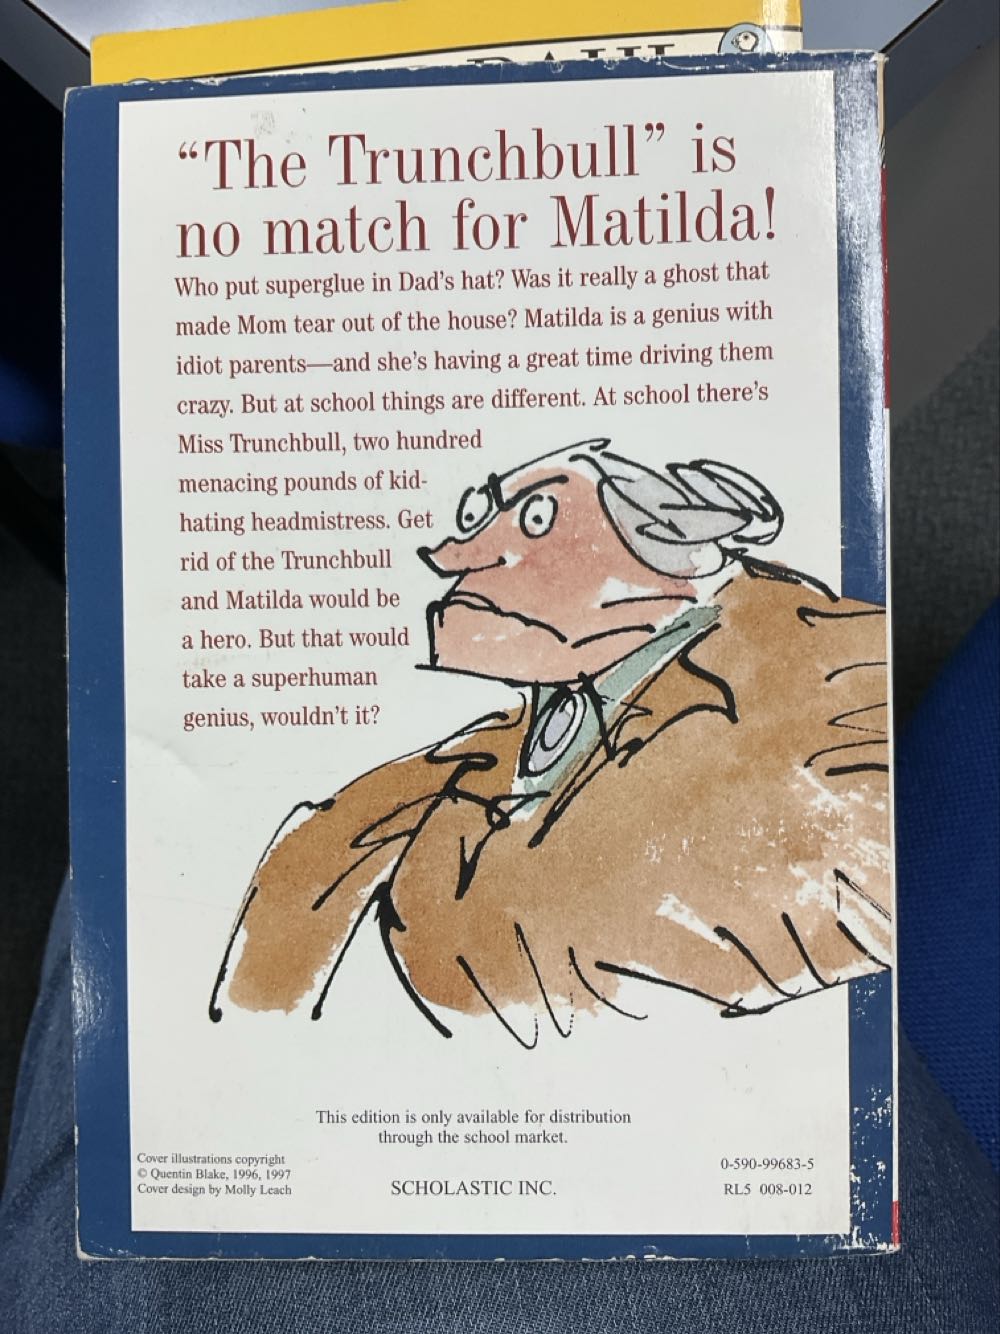 DAHL
“The Trunchbull” is
no match for Matilda!
Who put superglue in Dad’s hat? Was it really a ghost that
made Mom tear out of the house? Matilda is a genius with
idiot parents—and she’s having a great time driving them
crazy. But at school things are different. At school there’s
Miss Trunchbull, two hundred
menacing pounds of kid-
hating headmistress. Get
rid of the Trunchbull
and Matilda would be
a hero. But that would
take a superhuman
genius, wouldn’t it?
This edition is only available for distribution
through the school market.
Cover illustrations copyright
© Quentin Blake, 1996, 1997
Cover design by Molly Leach
SCHOLASTIC INC.
0-590-99683-5
RL5 008-012